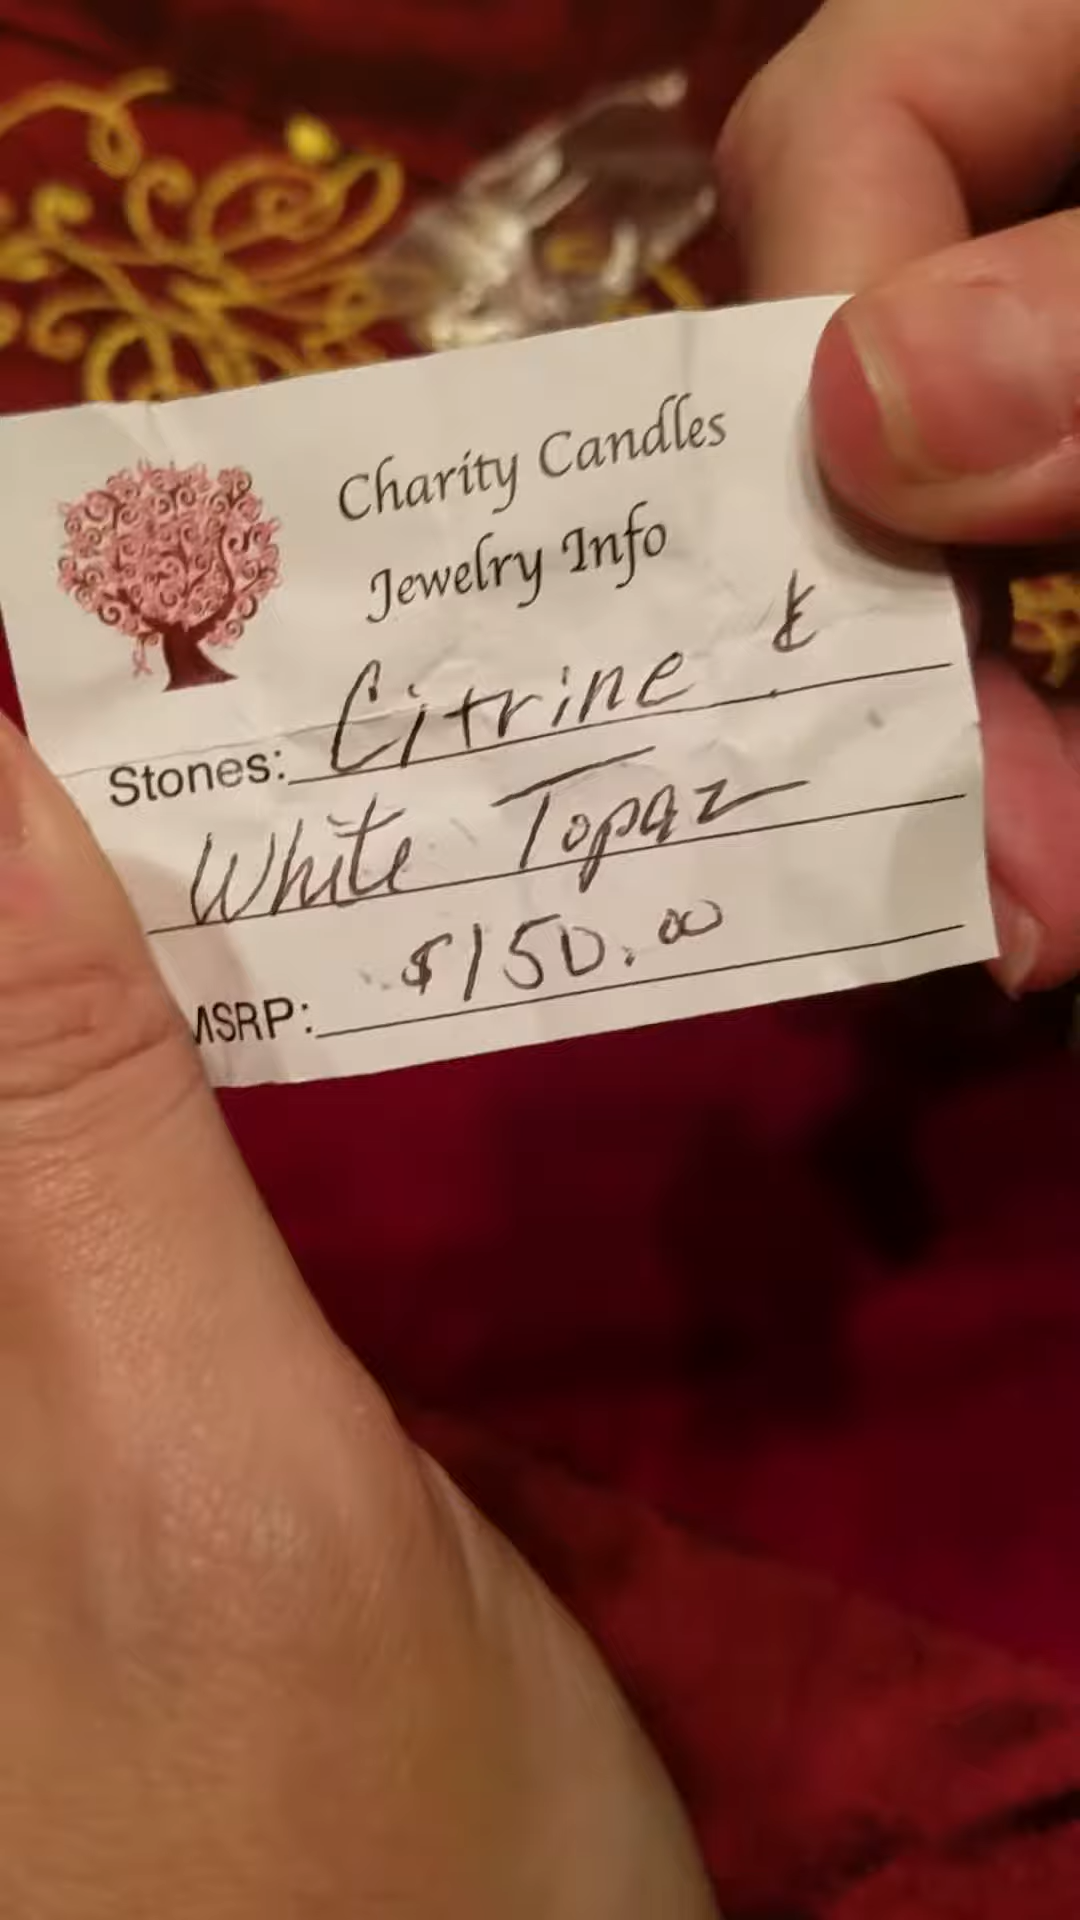 Charity Candles
Jewelry Info
Stones: Citrine &
White Topaz
MSRP: $150.00